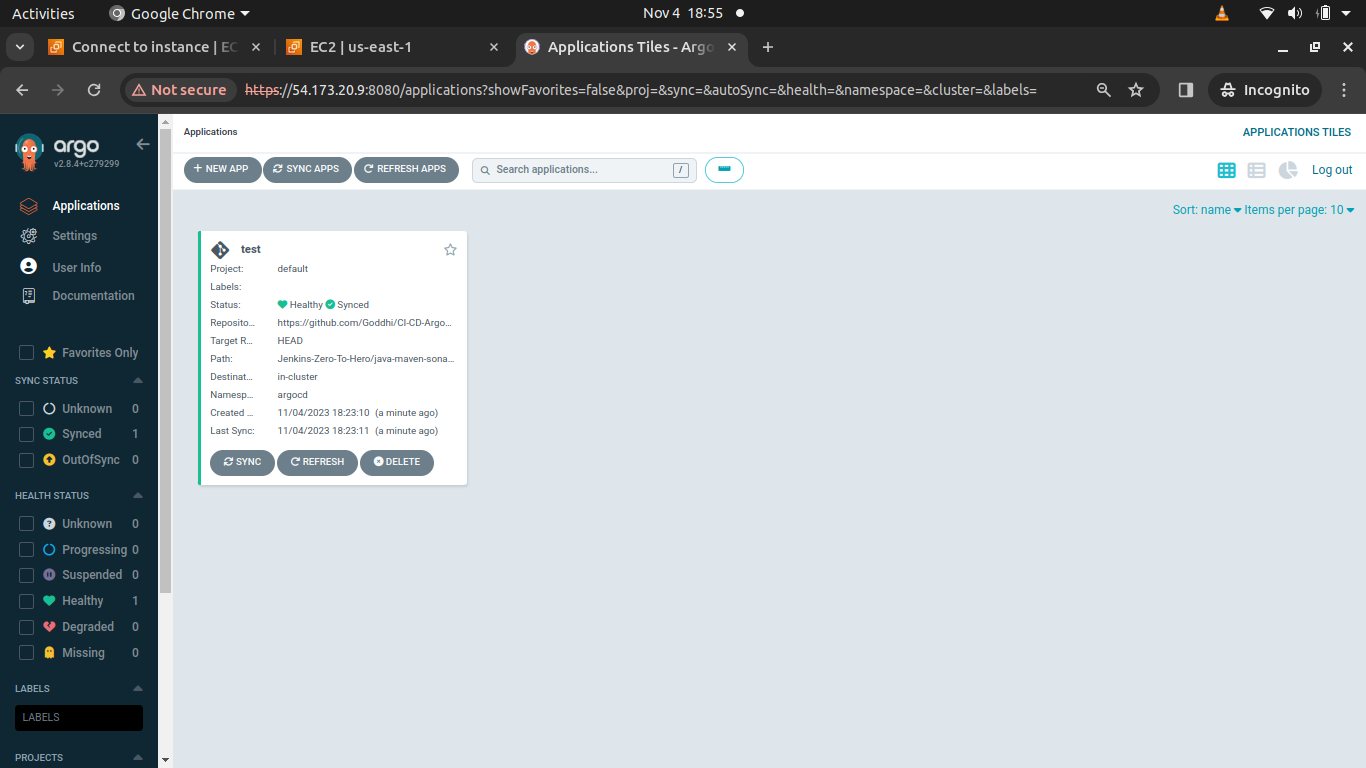 Activities Google Chrome Nov 4 18:55
Connect to instance | EC EC2 | us-east-1 Applications Tiles - Argo
Not secure https://54.173.20.9:8080/applications?showFavorites=false&proj=&sync=&autoSync=&health=&namespace=&cluster=&labels= Incognito
argo
v2.8.4+c279299
Applications
Settings
User Info
Documentation
Favorites Only
SYNC STATUS
Unknown 0
Synced 1
OutOfSync 0
HEALTH STATUS
Unknown 0
Progressing 0
Suspended 0
Healthy 1
Degraded 0
Missing 0
LABELS
LABELS
PROJECTS
Applications APPLICATIONS TILES
+ NEW APP SYNC APPS REFRESH APPS Search applications... / Log out
Sort: name Items per page: 10
test
Project: default
Labels:
Status: Healthy Synced
Reposito... https://github.com/Goddhi/CI-CD-Argo...
Target R... HEAD
Path: Jenkins-Zero-To-Hero/java-maven-sona...
Destinat... in-cluster
Namesp... argocd
Created ... 11/04/2023 18:23:10 (a minute ago)
Last Sync: 11/04/2023 18:23:11 (a minute ago)
SYNC REFRESH DELETE